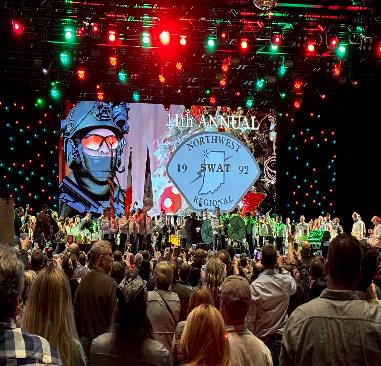 11th ANNUAL
NORTHWEST
19 SWAT 92
REGIONAL